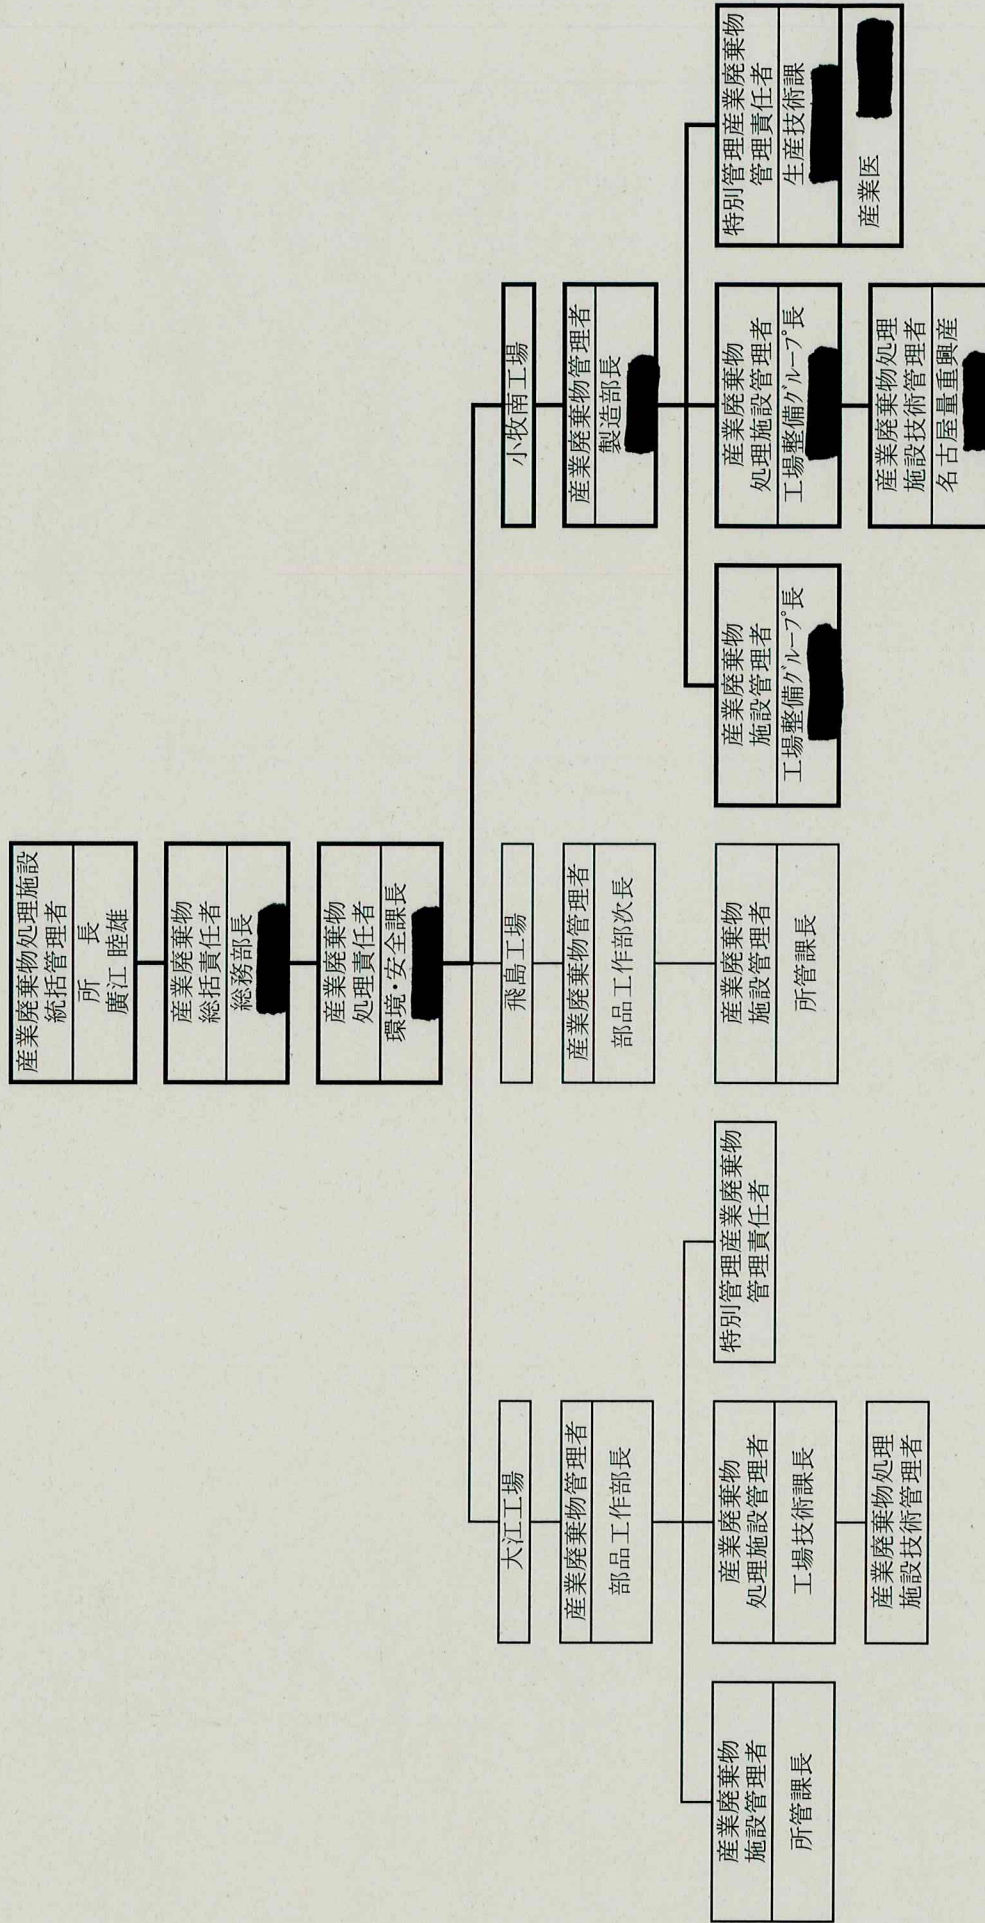 産業廃棄物処理施設
統括管理者
所　長
廣江 睦雄
産業廃棄物
総括責任者
総務部長
産業廃棄物
処理責任者
環境・安全課長
大江工場
産業廃棄物管理者
部品工作部長
産業廃棄物
施設管理者
所管課長
産業廃棄物
処理施設管理者
工場技術課長
産業廃棄物処理
施設技術管理者
特別管理産業廃棄物
管理責任者
飛島工場
産業廃棄物管理者
部品工作部次長
産業廃棄物
施設管理者
所管課長
小牧南工場
産業廃棄物管理者
製造部長
産業廃棄物
施設管理者
工場整備グループ長
産業廃棄物
処理施設管理者
工場整備グループ長
産業廃棄物処理
施設技術管理者
名古屋量重興産
特別管理産業廃棄物
管理責任者
生産技術課
産業医